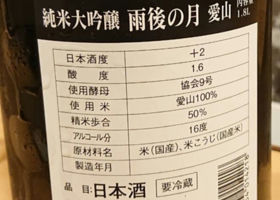 純米大吟醸 雨後の月 愛山 内容量 1.8L
日本酒度 +2
酸度 1.6
使用酵母 協会9号
使用米 愛山100%
精米歩合 50%
アルコール分 16度
原材料名 米(国産)、米こうじ(国産米)
製造年月
品目:日本酒 要冷蔵